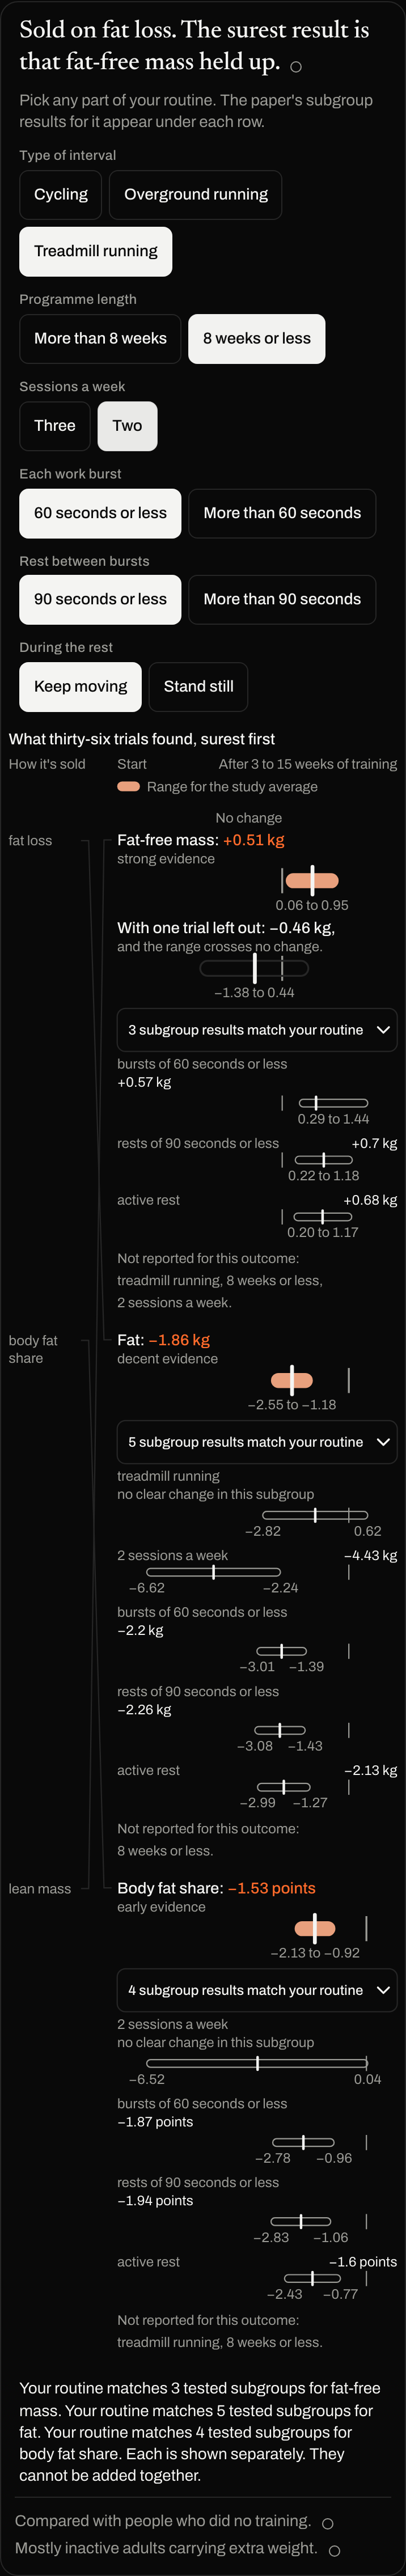 Sold on fat loss. The surest result is
that fat-free mass held up.
Pick any part of your routine. The paper's subgroup
results for it appear under each row.
Type of interval
Cycling
Overground running
Treadmill running
Programme length
More than 8 weeks
8 weeks or less
Sessions a week
Three
Two
Each work burst
60 seconds or less
More than 60 seconds
Rest between bursts
90 seconds or less
More than 90 seconds
During the rest
Keep moving
Stand still
What thirty-six trials found, surest first
How it's sold
Start
After 3 to 15 weeks of training
Range for the study average
No change
fat loss
Fat-free mass: +0.51 kg
strong evidence
0.06 to 0.95
With one trial left out: −0.46 kg,
and the range crosses no change.
−1.38 to 0.44
3 subgroup results match your routine
bursts of 60 seconds or less
+0.57 kg
0.29 to 1.44
rests of 90 seconds or less
+0.7 kg
0.22 to 1.18
active rest
+0.68 kg
0.20 to 1.17
Not reported for this outcome:
treadmill running, 8 weeks or less,
2 sessions a week.
body fat
share
Fat: −1.86 kg
decent evidence
−2.55 to −1.18
5 subgroup results match your routine
treadmill running
no clear change in this subgroup
−2.82
0.62
2 sessions a week
−4.43 kg
−6.62
−2.24
bursts of 60 seconds or less
−2.2 kg
−3.01
−1.39
rests of 90 seconds or less
−2.26 kg
−3.08
−1.43
active rest
−2.13 kg
−2.99
−1.27
Not reported for this outcome:
8 weeks or less.
lean mass
Body fat share: −1.53 points
early evidence
−2.13 to −0.92
4 subgroup results match your routine
2 sessions a week
no clear change in this subgroup
−6.52
0.04
bursts of 60 seconds or less
−1.87 points
−2.78
−0.96
rests of 90 seconds or less
−1.94 points
−2.83
−1.06
active rest
−1.6 points
−2.43
−0.77
Not reported for this outcome:
treadmill running, 8 weeks or less.
Your routine matches 3 tested subgroups for fat-free
mass. Your routine matches 5 tested subgroups for
fat. Your routine matches 4 tested subgroups for
body fat share. Each is shown separately. They
cannot be added together.
Compared with people who did no training.
Mostly inactive adults carrying extra weight.